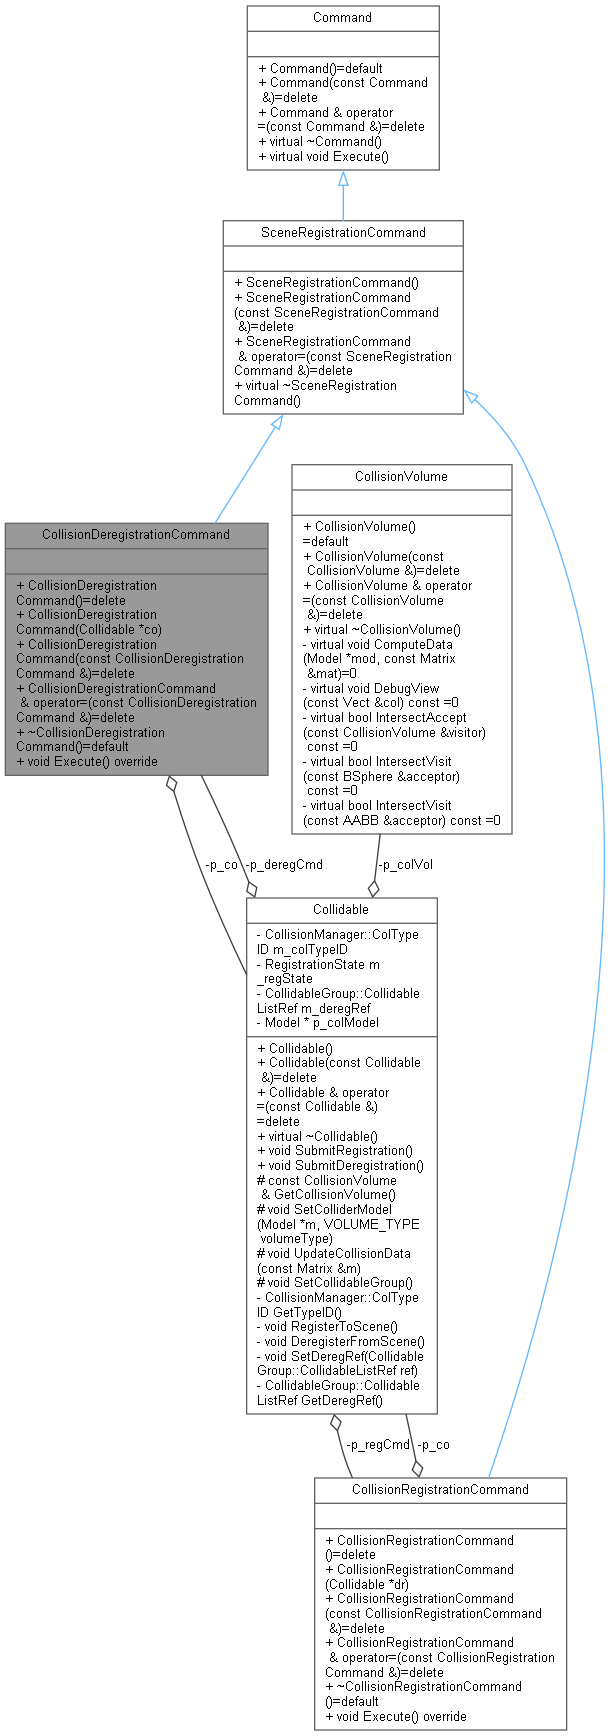 Command
+ Command()=default
+ Command(const Command
&)=delete
+ Command & operator
=(const Command &)=delete
+ virtual ~Command()
+ virtual void Execute()
SceneRegistrationCommand
+ SceneRegistrationCommand()
+ SceneRegistrationCommand
(const SceneRegistrationCommand
&)=delete
+ SceneRegistrationCommand
& operator=(const SceneRegistration
Command &)=delete
+ virtual ~SceneRegistration
Command()
CollisionVolume
+ CollisionVolume()
=default
+ CollisionVolume(const
CollisionVolume &)=delete
+ CollisionVolume & operator
=(const CollisionVolume
&)=delete
+ virtual ~CollisionVolume()
- virtual void ComputeData
(Model *mod, const Matrix
&mat)=0
- virtual void DebugView
(const Vect &col) const =0
- virtual bool IntersectAccept
(const CollisionVolume &visitor)
const =0
- virtual bool IntersectVisit
(const BSphere &acceptor)
const =0
- virtual bool IntersectVisit
(const AABB &acceptor) const =0
CollisionDeregistrationCommand
+ CollisionDeregistration
Command()=delete
+ CollisionDeregistration
Command(Collidable *co)
+ CollisionDeregistration
Command(const CollisionDeregistration
Command &)=delete
+ CollisionDeregistrationCommand
& operator=(const CollisionDeregistration
Command &)=delete
+ ~CollisionDeregistration
Command()=default
+ void Execute() override
-p_co
-p_deregCmd
-p_colVol
Collidable
- CollisionManager::ColType
ID m_colTypeID
- RegistrationState m
_regState
- CollidableGroup::Collidable
ListRef m_deregRef
- Model * p_colModel
+ Collidable()
+ Collidable(const Collidable
&)=delete
+ Collidable & operator
=(const Collidable &)
=delete
+ virtual ~Collidable()
+ void SubmitRegistration()
+ void SubmitDeregistration()
# const CollisionVolume
& GetCollisionVolume()
# void SetColliderModel
(Model *m, VOLUME_TYPE
volumeType)
# void UpdateCollisionData
(const Matrix &m)
# void SetCollidableGroup()
- CollisionManager::ColType
ID GetTypeID()
- void RegisterToScene()
- void DeregisterFromScene()
- void SetDeregRef(Collidable
Group::CollidableListRef ref)
- CollidableGroup::Collidable
ListRef GetDeregRef()
-p_regCmd
-p_co
CollisionRegistrationCommand
+ CollisionRegistrationCommand
()=delete
+ CollisionRegistrationCommand
(Collidable *dr)
+ CollisionRegistrationCommand
(const CollisionRegistrationCommand
&)=delete
+ CollisionRegistrationCommand
& operator=(const CollisionRegistration
Command &)=delete
+ ~CollisionRegistrationCommand
()=default
+ void Execute() override